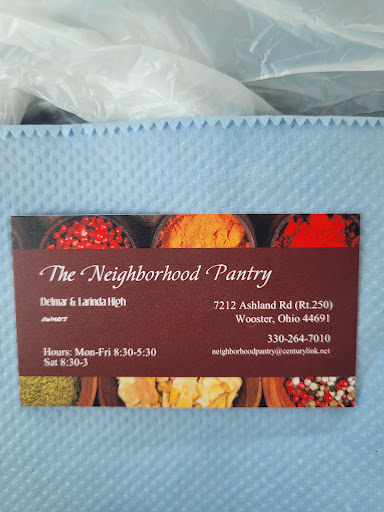 The Neighborhood Pantry
Delmar & Larinda High
owners
7212 Ashland Rd (Rt.250)
Wooster, Ohio 44691
330-264-7010
neighborhoodpantry@centurylink.net
Hours: Mon-Fri 8:30-5:30
Sat 8:30-3